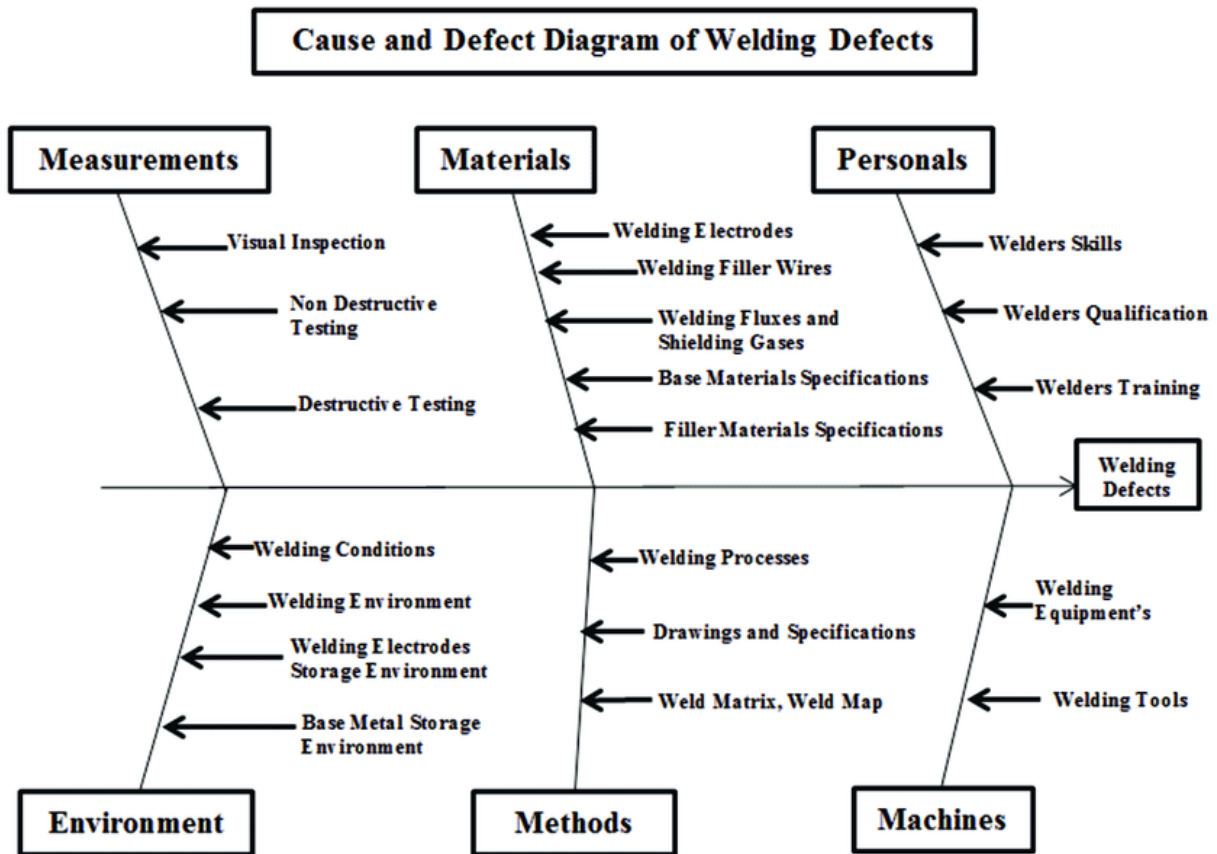 Cause and Defect Diagram of Welding Defects
Measurements
Materials
Personals
Visual Inspection
Non Destructive
Testing
Destructive Testing
Welding Electrodes
Welding Filler Wires
Welding Fluxes and
Shielding Gases
Base Materials Specifications
Filler Materials Specifications
Welders Skills
Welders Qualification
Welders Training
Welding
Defects
Welding Conditions
Welding Environment
Welding Electrodes
Storage Environment
Base Metal Storage
Environment
Welding Processes
Drawings and Specifications
Weld Matrix, Weld Map
Welding
Equipment's
Welding Tools
Environment
Methods
Machines